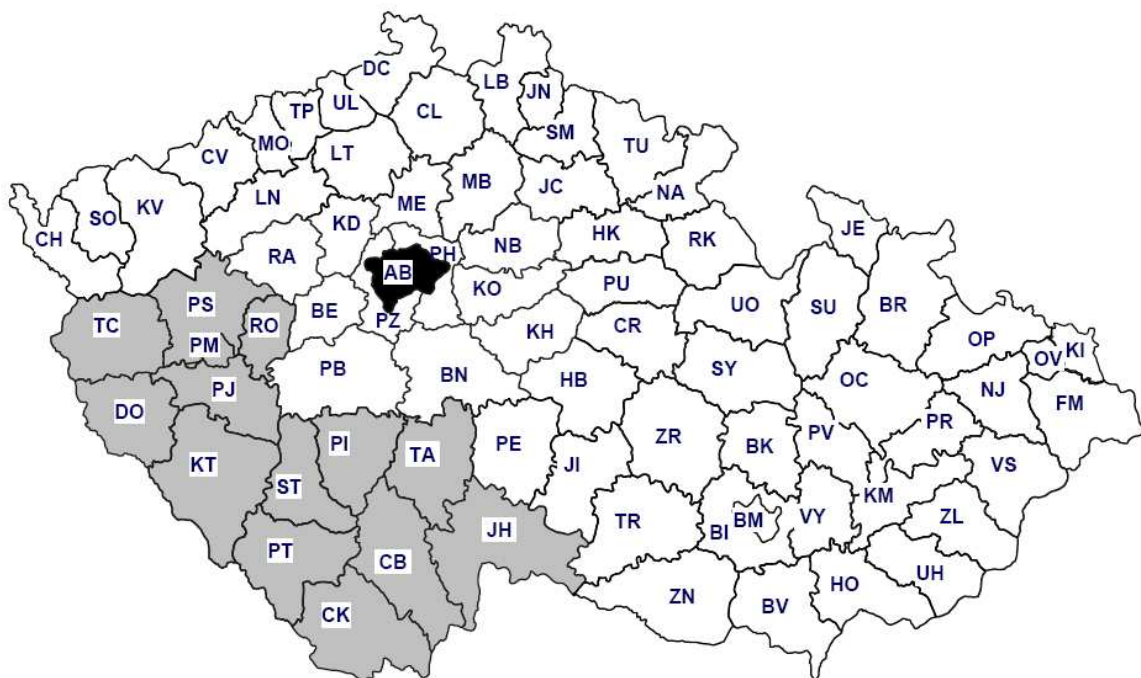 DC
LB
JN
TP
UL
CL
MO
SM
CV
LT
TU
MB
JC
LN
NA
ME
SO
KV
KD
CH
HK
RK
JE
NB
PH
RA
AB
KO
PU
UO
SU
BR
PS
TC
RO
BE
PZ
KH
CR
OP
PM
OV
KI
PB
BN
HB
SY
OC
NJ
FM
PJ
DO
PI
TA
PE
ZR
BK
PV
PR
KT
ST
JI
VS
KM
TR
BI
BM
VY
ZL
JH
PT
CB
UH
ZN
BV
HO
CK